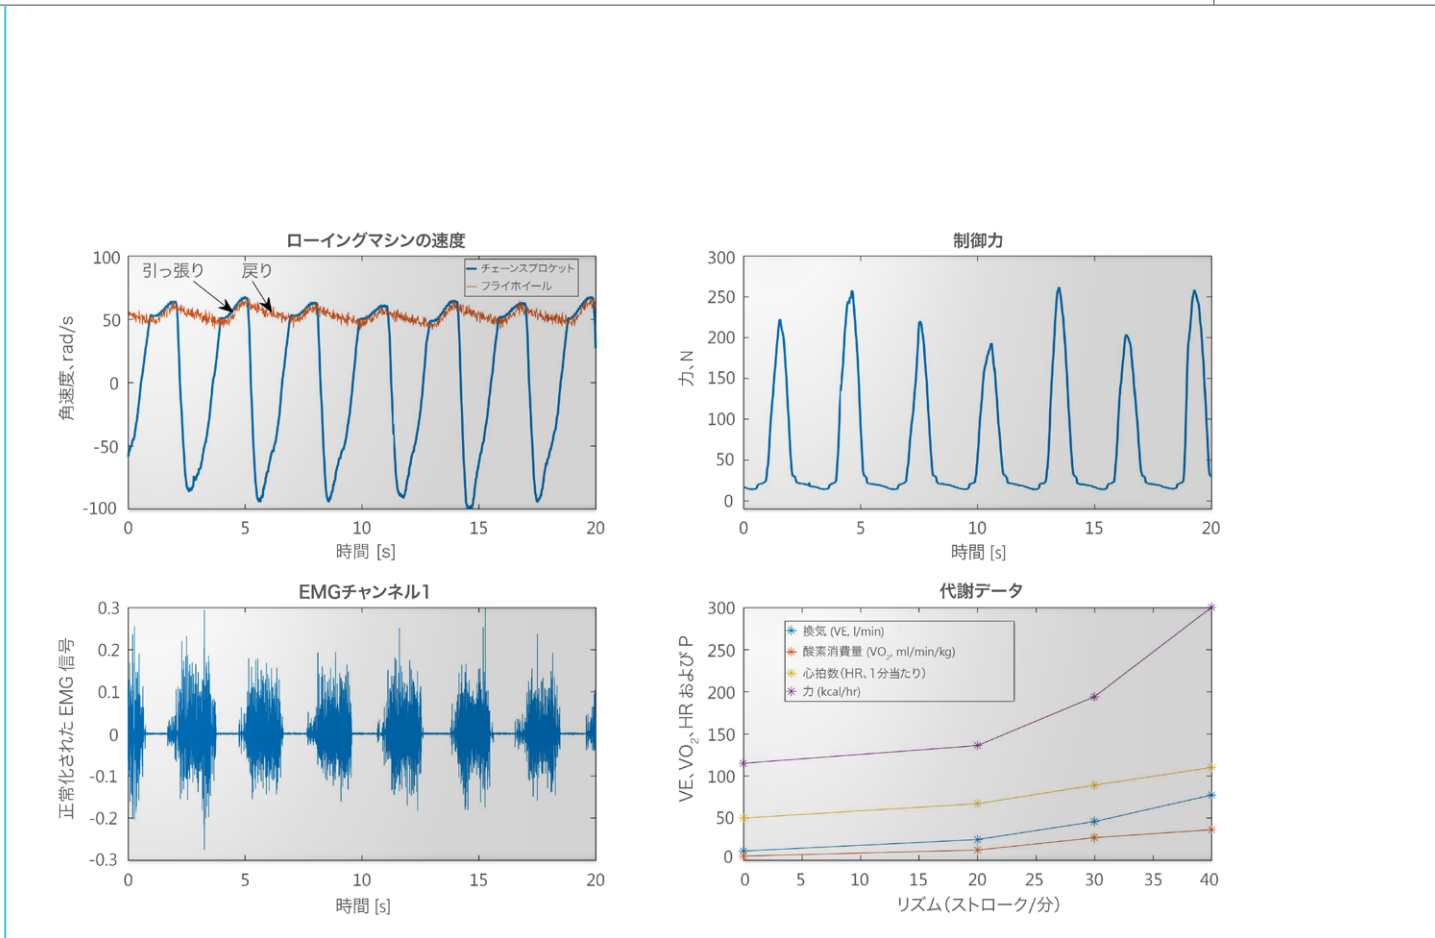 ローイングマシンの速度
100
50
0
-50
-100
角速度、rad/s
引っ張り
戻り
チェーンスプロケット
フライホイール
0 5 10 15 20
時間 [s]
制御力
300
250
200
150
100
50
0
力、N
0 5 10 15 20
時間 [s]
EMGチャンネル1
0.3
0.2
0.1
0
-0.1
-0.2
-0.3
正常化された EMG 信号
0 5 10 15 20
時間 [s]
代謝データ
300
250
200
150
100
50
0
VE、VO2、HR および P
換気 (VE, l/min)
酸素消費量 (VO2, ml/min/kg)
心拍数(HR、1分当たり)
力 (kcal/hr)
0 5 10 15 20 25 30 35 40
リズム(ストローク/分)